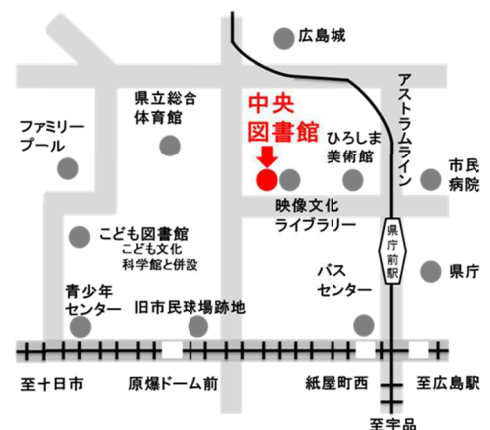 広島城
県立総合
体育館
中央
図書館
アストラムライン
ファミリー
プール
ひろしま
美術館
市民
病院
映像文化
ライブラリー
こども図書館
こども文化
科学館と併設
県庁前駅
バス
センター
県庁
青少年
センター
旧市民球場跡地
至十日市
原爆ドーム前
紙屋町西
至広島駅
至宇品